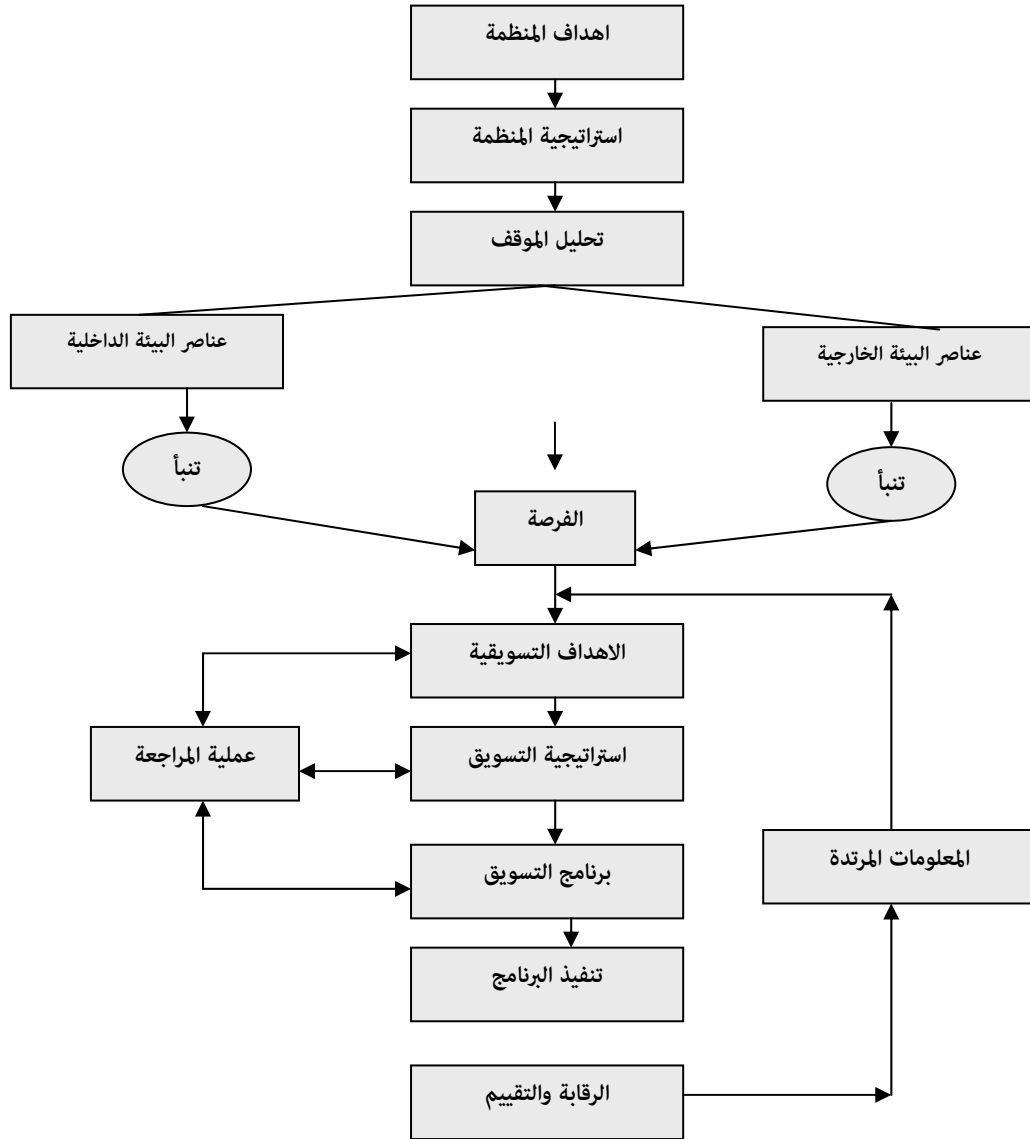 اهداف المنظمة
استراتيجية المنظمة
تحليل الموقف
عناصر البيئة الخارجية
عناصر البيئة الداخلية
تنبأ
تنبأ
الفرصة
الاهداف التسويقية
استراتيجية التسويق
عملية المراجعة
برنامج التسويق
المعلومات المرتدة
تنفيذ البرنامج
الرقابة والتقييم